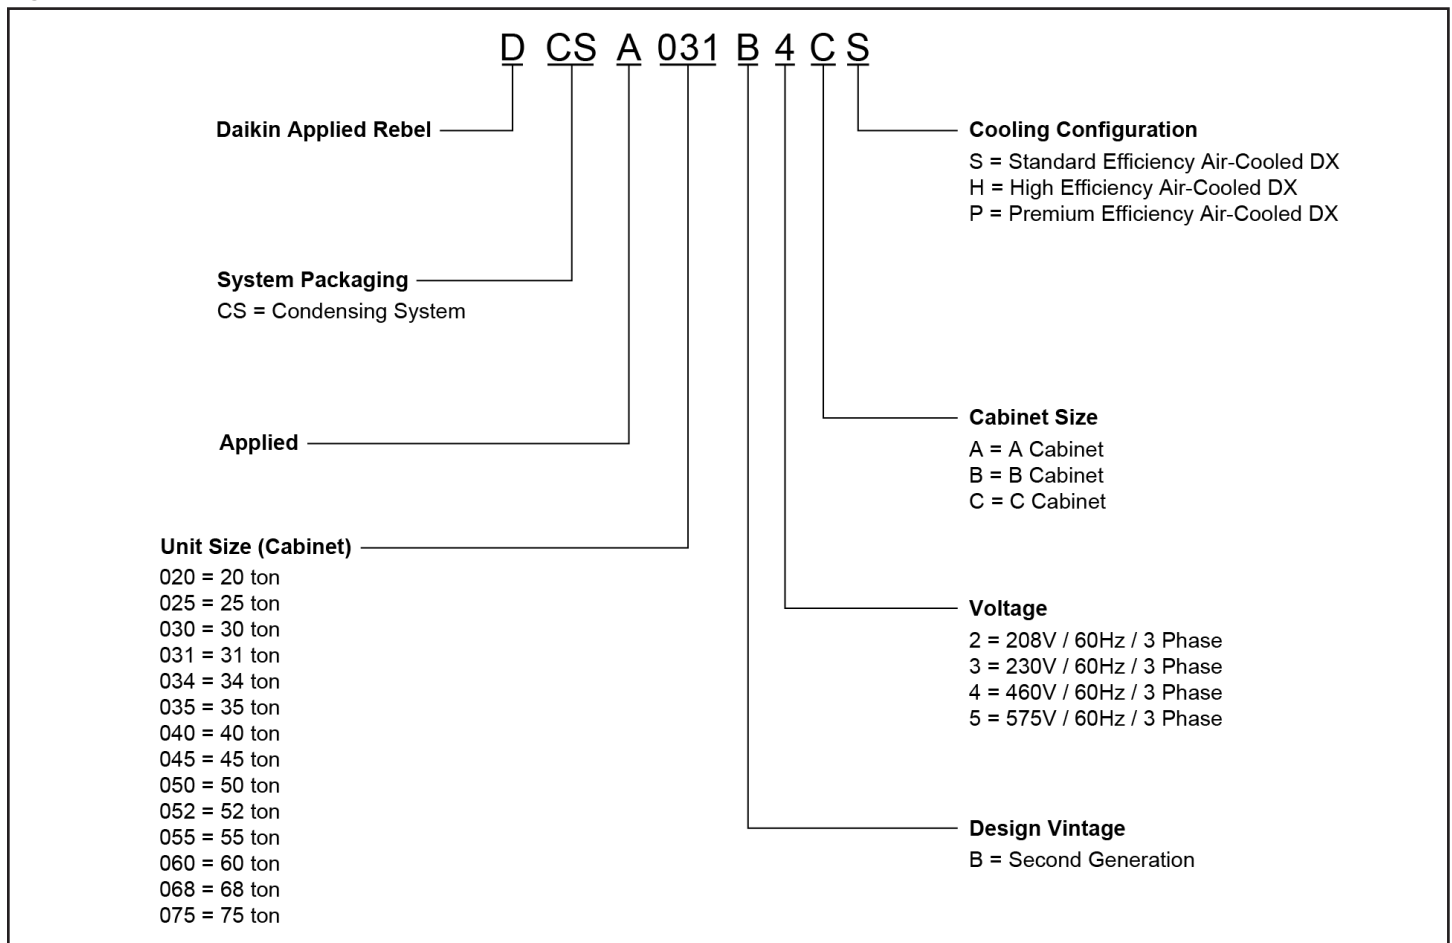 D CS A 031 B 4 C S
Daikin Applied Rebel
System Packaging
CS = Condensing System
Applied
Unit Size (Cabinet)
020 = 20 ton
025 = 25 ton
030 = 30 ton
031 = 31 ton
034 = 34 ton
035 = 35 ton
040 = 40 ton
045 = 45 ton
050 = 50 ton
052 = 52 ton
055 = 55 ton
060 = 60 ton
068 = 68 ton
075 = 75 ton
Cooling Configuration
S = Standard Efficiency Air-Cooled DX
H = High Efficiency Air-Cooled DX
P = Premium Efficiency Air-Cooled DX
Cabinet Size
A = A Cabinet
B = B Cabinet
C = C Cabinet
Voltage
2 = 208V / 60Hz / 3 Phase
3 = 230V / 60Hz / 3 Phase
4 = 460V / 60Hz / 3 Phase
5 = 575V / 60Hz / 3 Phase
Design Vintage
B = Second Generation